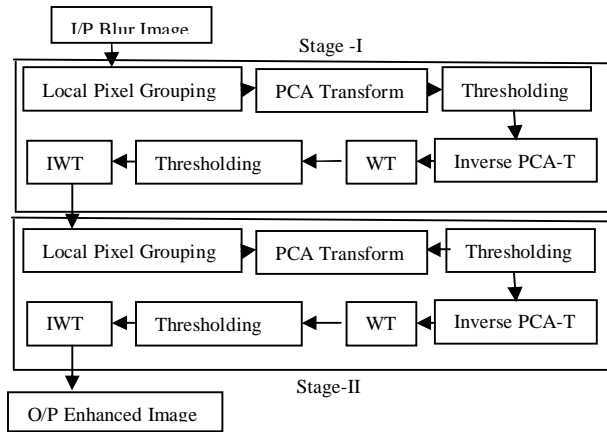 I/P Blur Image
Stage -I
Local Pixel Grouping
PCA Transform
Thresholding
IWT
Thresholding
WT
Inverse PCA-T
Local Pixel Grouping
PCA Transform
Thresholding
IWT
Thresholding
WT
Inverse PCA-T
Stage-II
O/P Enhanced Image